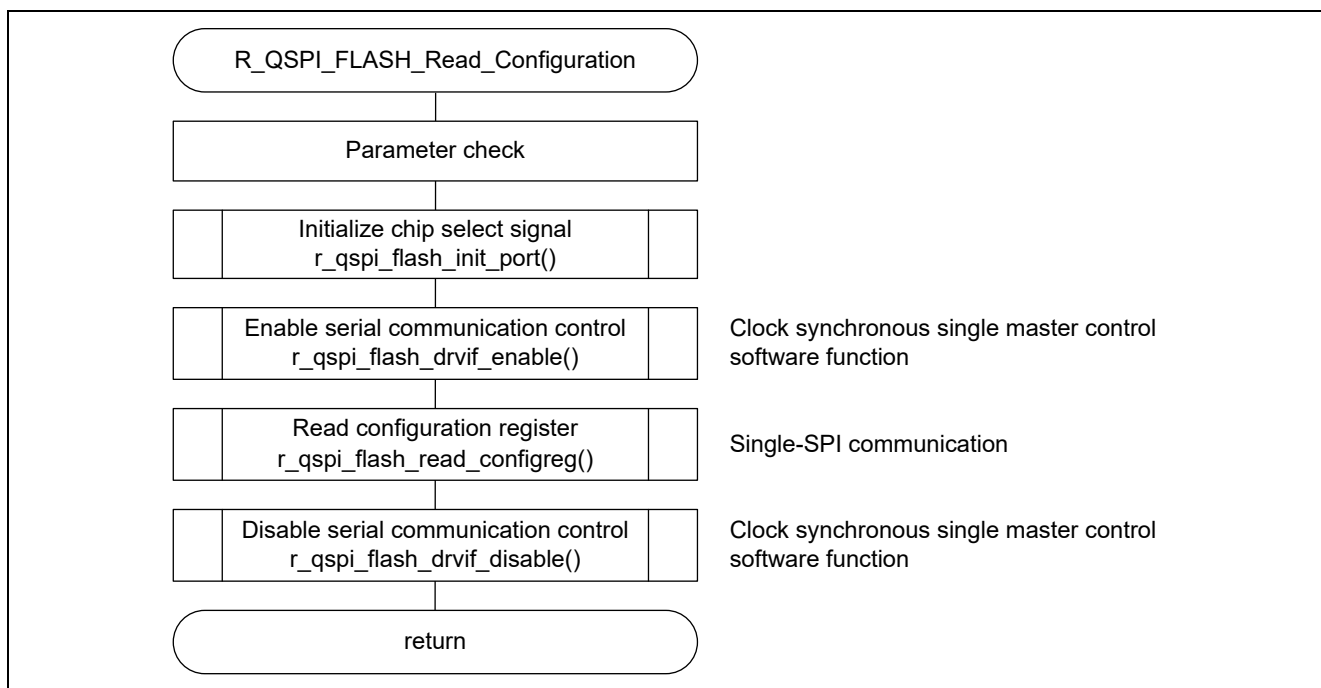 R_QSPI_FLASH_Read_Configuration
Parameter check
Initialize chip select signal
r_qspi_flash_init_port()
Enable serial communication control
r_qspi_flash_drvif_enable()
Clock synchronous single master control
software function
Read configuration register
r_qspi_flash_read_configreg()
Single-SPI communication
Disable serial communication control
r_qspi_flash_drvif_disable()
Clock synchronous single master control
software function
return